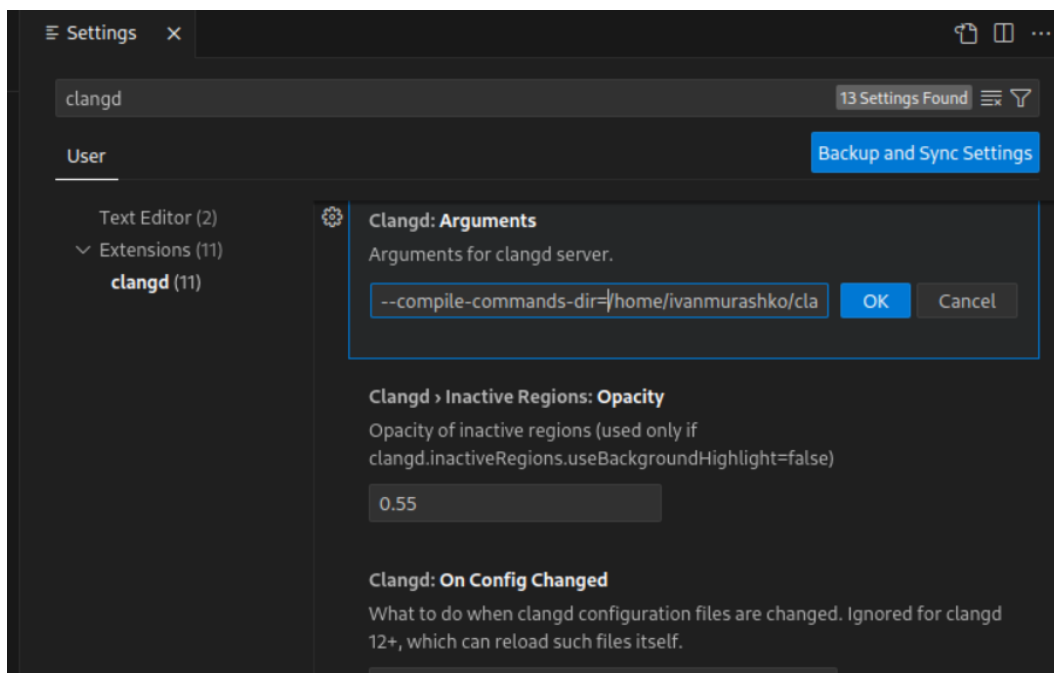 Settings
clangd
13 Settings Found
User
Backup and Sync Settings
Text Editor (2)
Extensions (11)
clangd (11)
Clangd: Arguments
Arguments for clangd server.
--compile-commands-dir=/home/ivanmurashko/cla
OK
Cancel
Clangd › Inactive Regions: Opacity
Opacity of inactive regions (used only if
clangd.inactiveRegions.useBackgroundHighlight=false)
0.55
Clangd: On Config Changed
What to do when clangd configuration files are changed. Ignored for clangd
12+, which can reload such files itself.